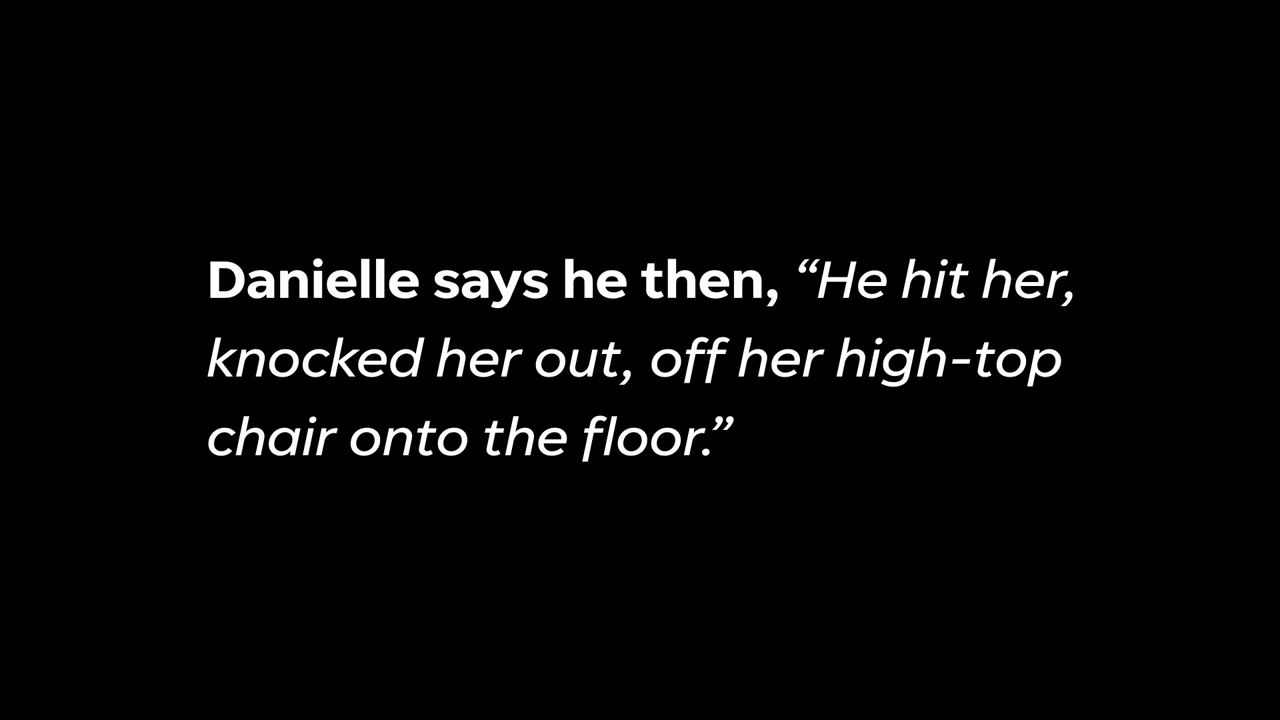 Danielle says he then, “He hit her,
knocked her out, off her high-top
chair onto the floor.”